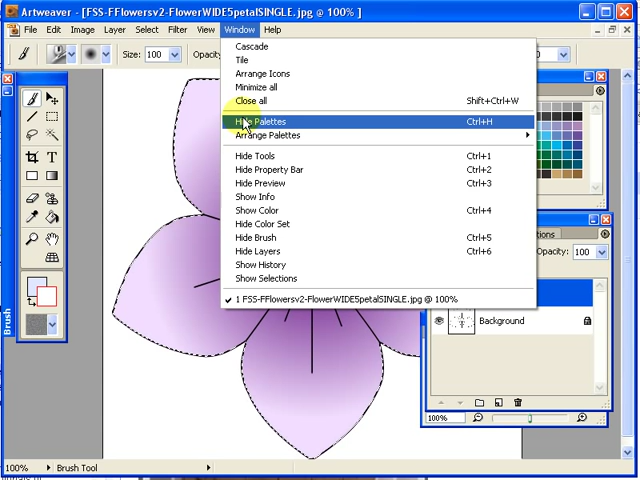 Artweaver - [FSS-FFlowersv2-FlowerWIDE5petalSINGLE.jpg @ 100% ]
File Edit Image Layer Select Filter View Window Help
Size: 100 Opacity
Cascade
Tile
Arrange Icons
Minimize all
Close all Shift+Ctrl+W
Hide Palettes Ctrl+H
Arrange Palettes
Hide Tools Ctrl+1
Hide Property Bar Ctrl+2
Hide Preview Ctrl+3
Show Info
Show Color Ctrl+4
Hide Color Set
Hide Brush Ctrl+5
Hide Layers Ctrl+6
Show History
Show Selections
1 FSS-FFlowersv2-FlowerWIDE5petalSINGLE.jpg @ 100%
Opacity: 100
Background
Brush
100%
100% Brush Tool